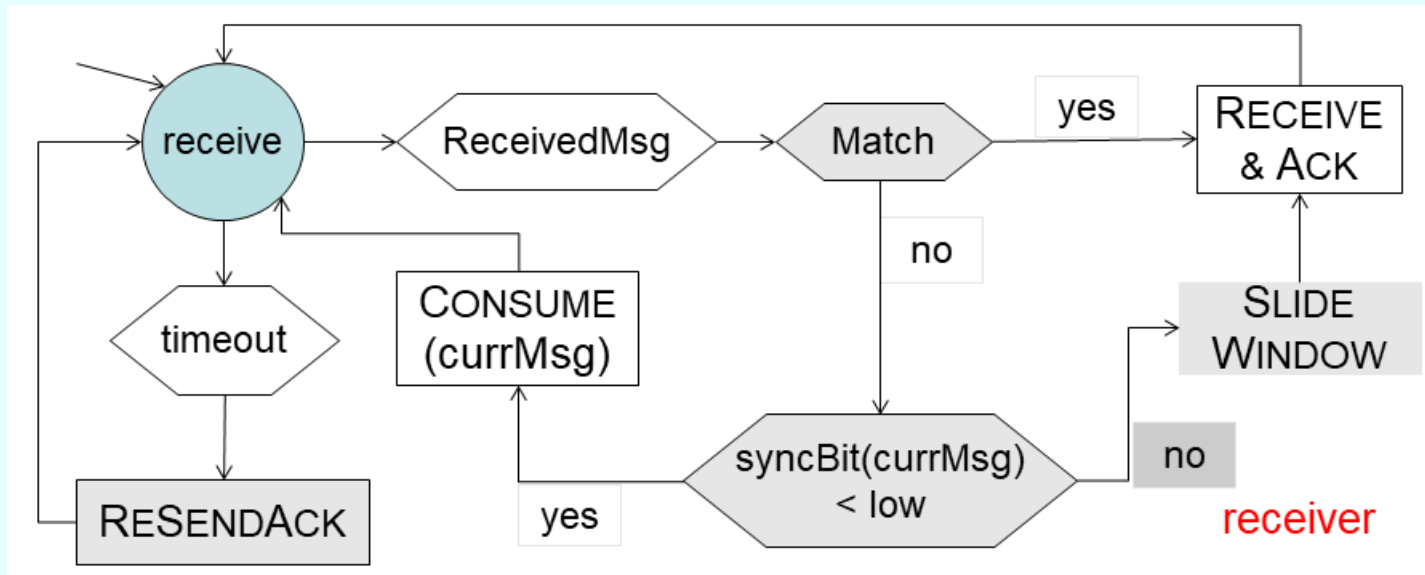 receive
ReceivedMsg
Match
yes
RECEIVE
& ACK
no
timeout
CONSUME
(currMsg)
SLIDE
WINDOW
syncBit(currMsg)
< low
no
yes
RESENDACK
receiver